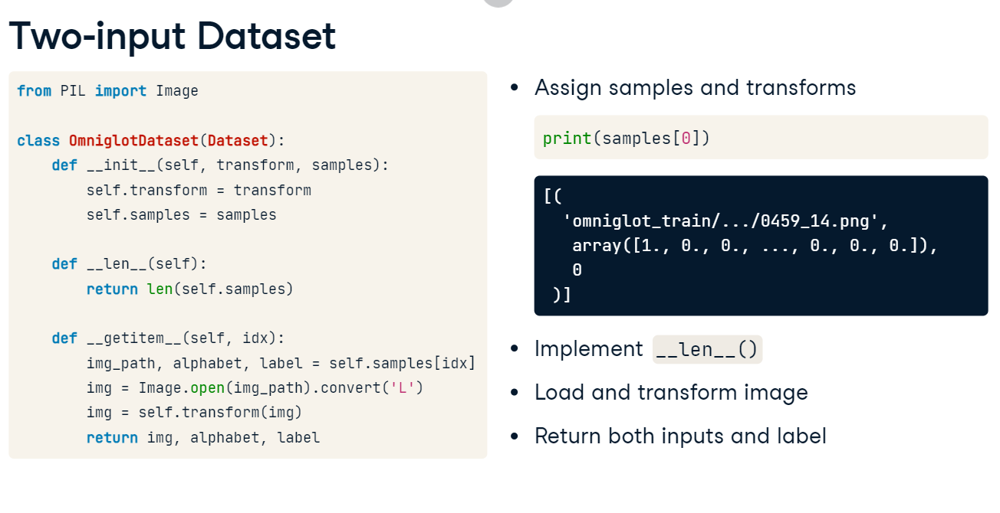 Two-input Dataset
from PIL import Image
class OmniglotDataset(Dataset):
    def __init__(self, transform, samples):
        self.transform = transform
        self.samples = samples
    def __len__(self):
        return len(self.samples)
    def __getitem__(self, idx):
        img_path, alphabet, label = self.samples[idx]
        img = Image.open(img_path).convert('L')
        img = self.transform(img)
        return img, alphabet, label
• Assign samples and transforms
print(samples[0])
[(
  'omniglot_train/.../0459_14.png',
   array([1., 0., 0., ..., 0., 0., 0.]),
   0
 )]
• Implement __len__()
• Load and transform image
• Return both inputs and label